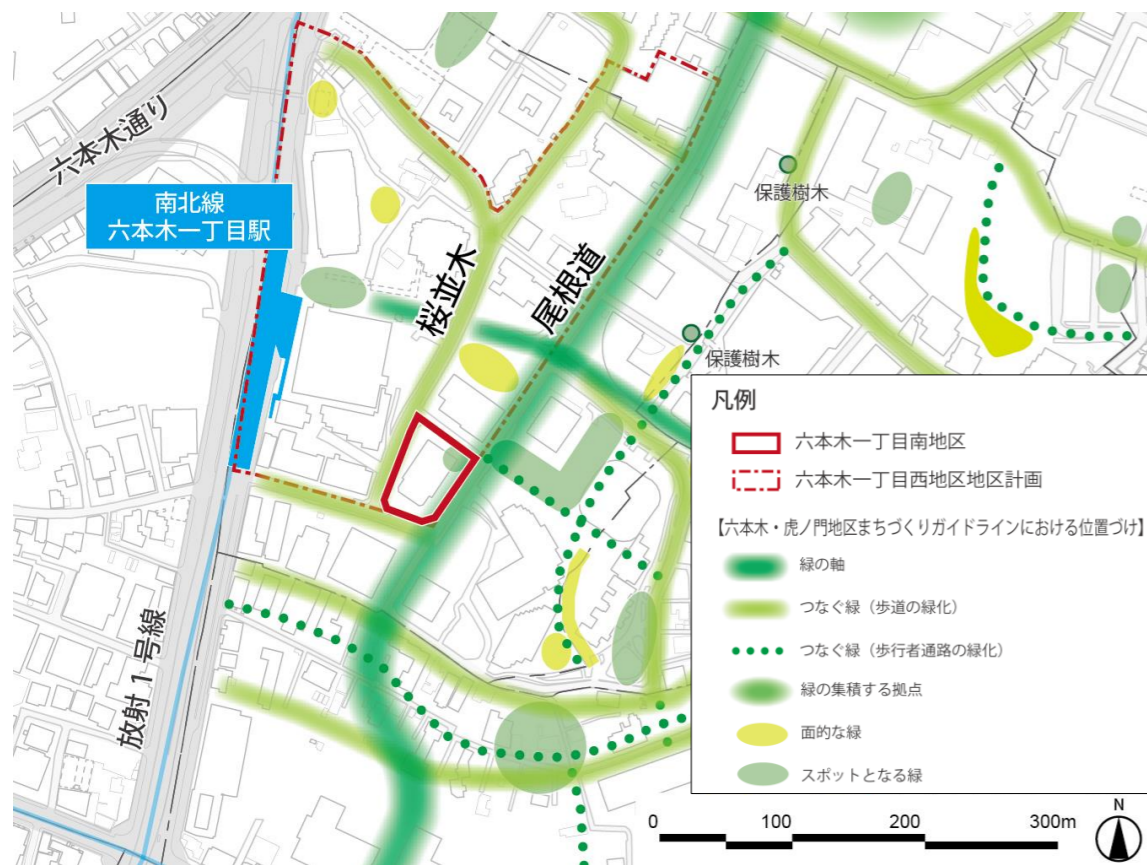 六本木通り
南北線
六本木一丁目駅
桜並木
尾根道
保護樹木
保護樹木
放射1号線
凡例
六本木一丁目南地区
六本木一丁目西地区地区計画
【六本木・虎ノ門地区まちづくりガイドラインにおける位置づけ】
緑の軸
つなぐ緑（歩道の緑化）
つなぐ緑（歩行者通路の緑化）
緑の集積する拠点
面的な緑
スポットとなる緑
0 100 200 300m
N